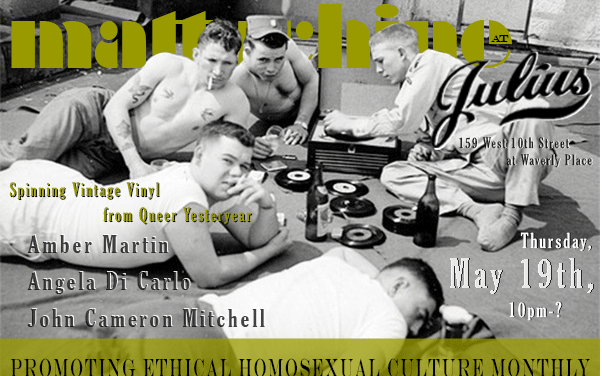 mattachine
AT
Julius'
159 West 10th Street
at Waverly Place
Spinning Vintage Vinyl
from Queer Yesteryear
Amber Martin
Angela Di Carlo
John Cameron Mitchell
Thursday,
May 19th,
10pm-?
PROMOTING ETHICAL HOMOSEXUAL CULTURE MONTHLY